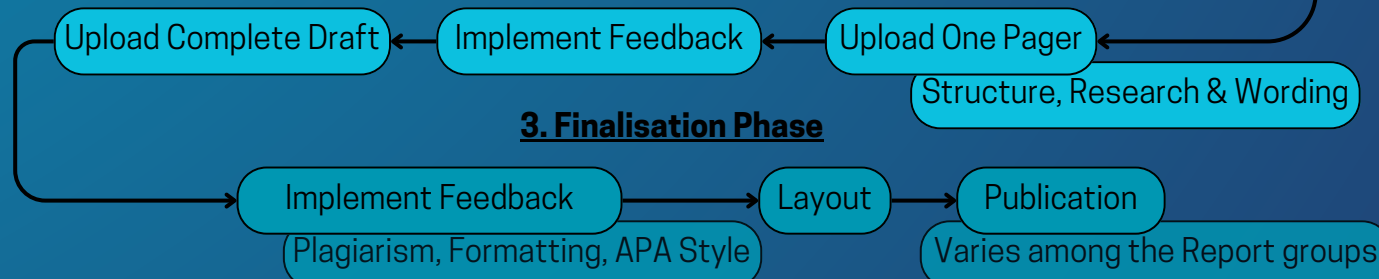 Upload Complete Draft
Implement Feedback
Upload One Pager
Structure, Research & Wording
3. Finalisation Phase
Implement Feedback
Layout
Publication
Plagiarism, Formatting, APA Style
Varies among the Report groups